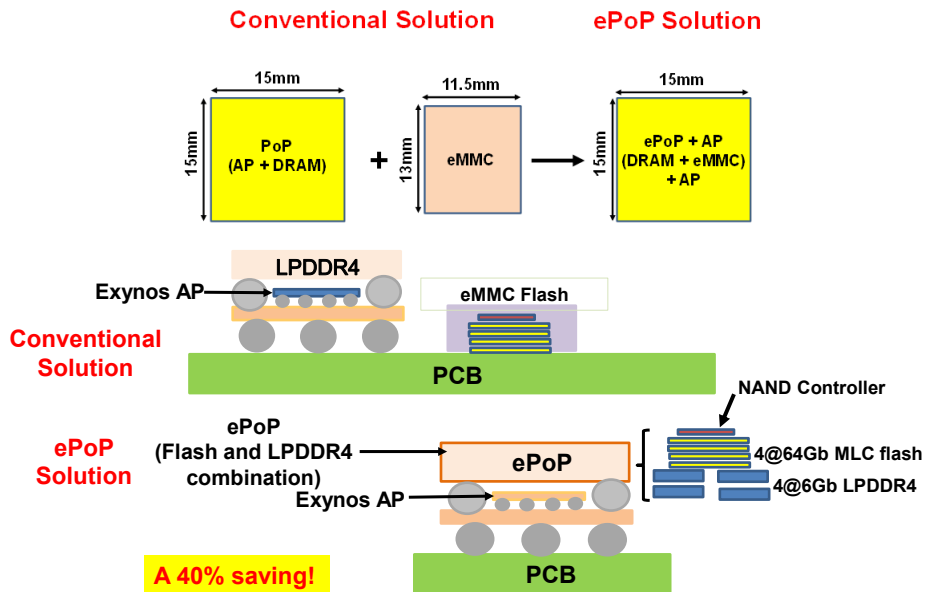 Conventional Solution
ePoP Solution
15mm
11.5mm
15mm
15mm
PoP
(AP + DRAM)
+
13mm
eMMC
15mm
ePoP + AP
(DRAM + eMMC)
+ AP
LPDDR4
Exynos AP
eMMC Flash
Conventional
Solution
PCB
NAND Controller
ePoP
Solution
ePoP
(Flash and LPDDR4
combination)
ePoP
4@64Gb MLC flash
4@6Gb LPDDR4
Exynos AP
PCB
A 40% saving!